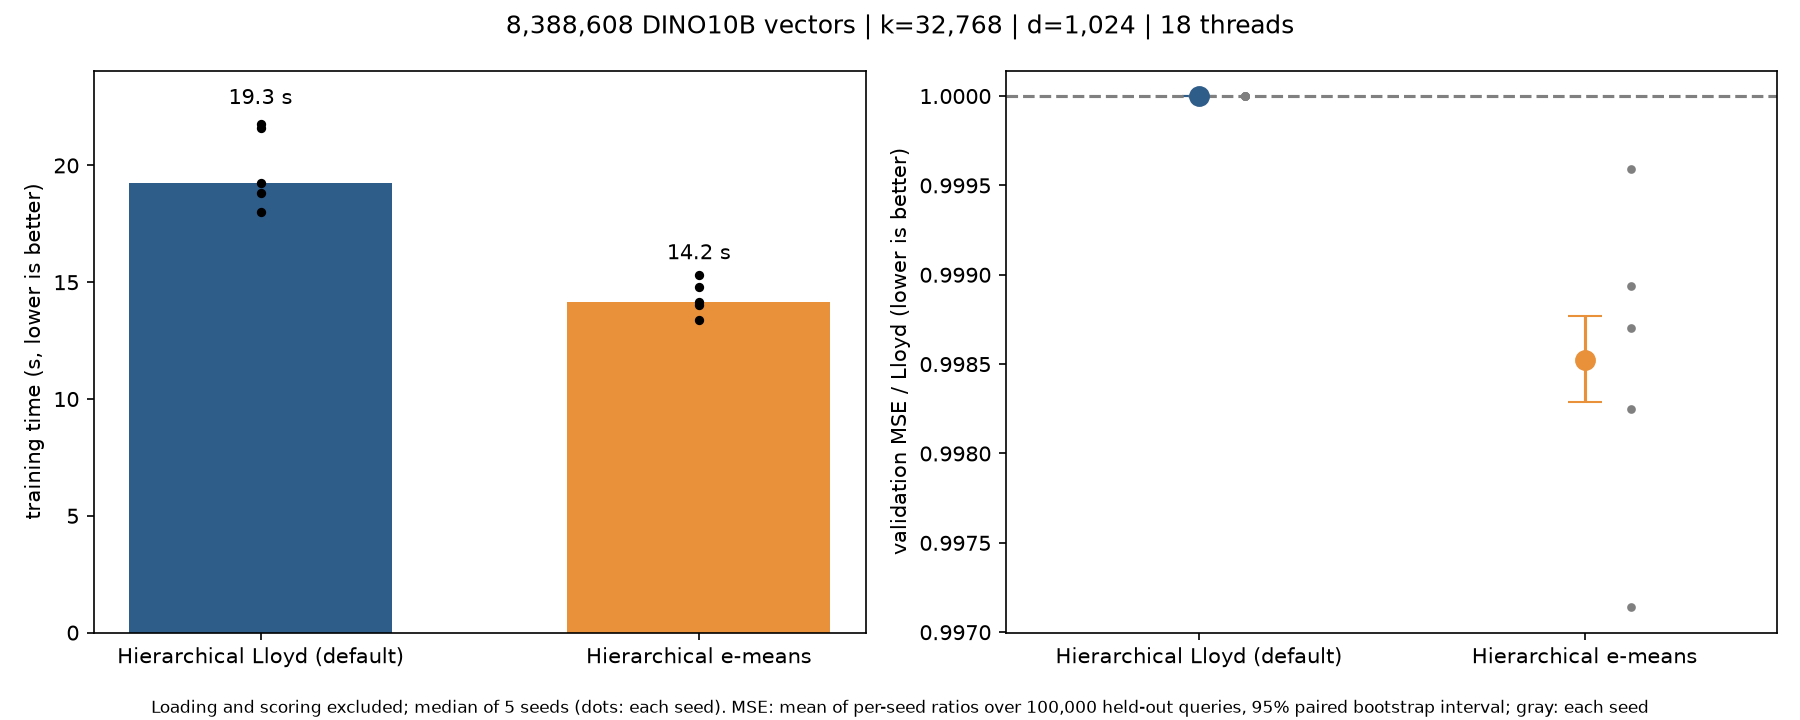 8,388,608 DINO10B vectors | k=32,768 | d=1,024 | 18 threads
training time (s, lower is better)
20
15
10
5
0
19.3 s
14.2 s
Hierarchical Lloyd (default)
Hierarchical e-means
validation MSE / Lloyd (lower is better)
1.0000
0.9995
0.9990
0.9985
0.9980
0.9975
0.9970
Hierarchical Lloyd (default)
Hierarchical e-means
Loading and scoring excluded; median of 5 seeds (dots: each seed). MSE: mean of per-seed ratios over 100,000 held-out queries, 95% paired bootstrap interval; gray: each seed